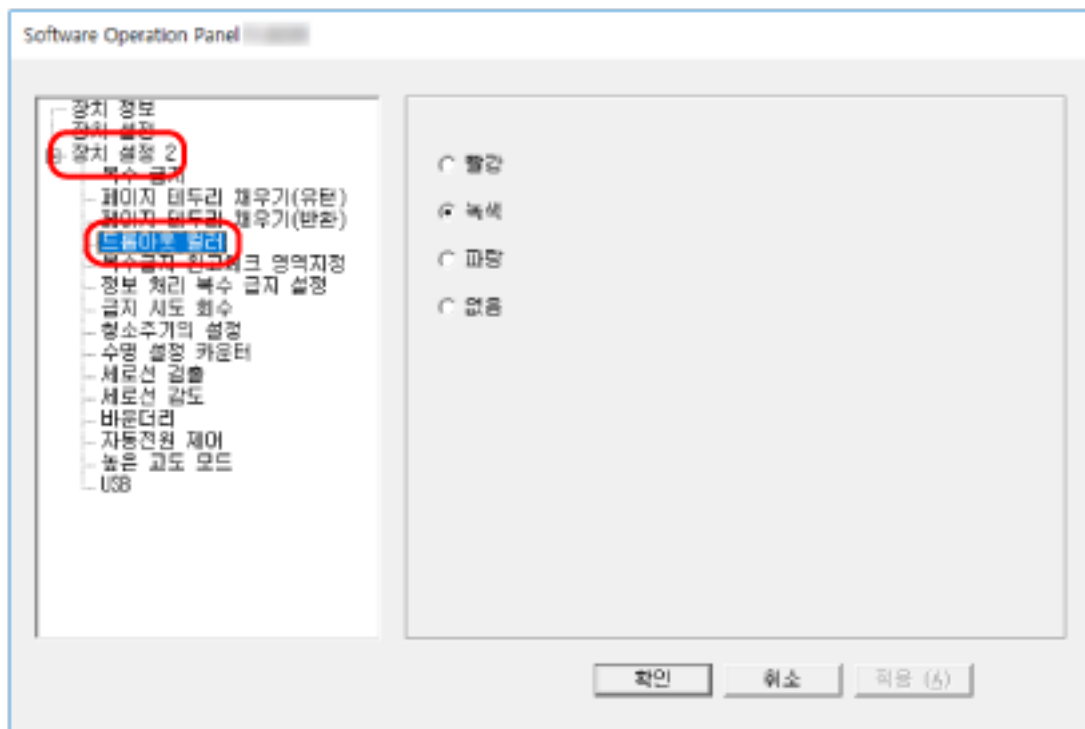 Software Operation Panel
장치 정보
장치 설정
장치 설정 2
복수 급지
페이지 테두리 채우기(유턴)
페이지 테두리 채우기(반환)
드롭아웃 컬러
복수급지 원고체크 영역지정
정보 처리 복수 급지 설정
급지 시도 회수
청소주기의 설정
수명 설정 카운터
세로선 검출
세로선 감도
바운더리
자동전원 제어
높은 고도 모드
USB
빨강
녹색
파랑
없음
확인
취소
적용 (A)